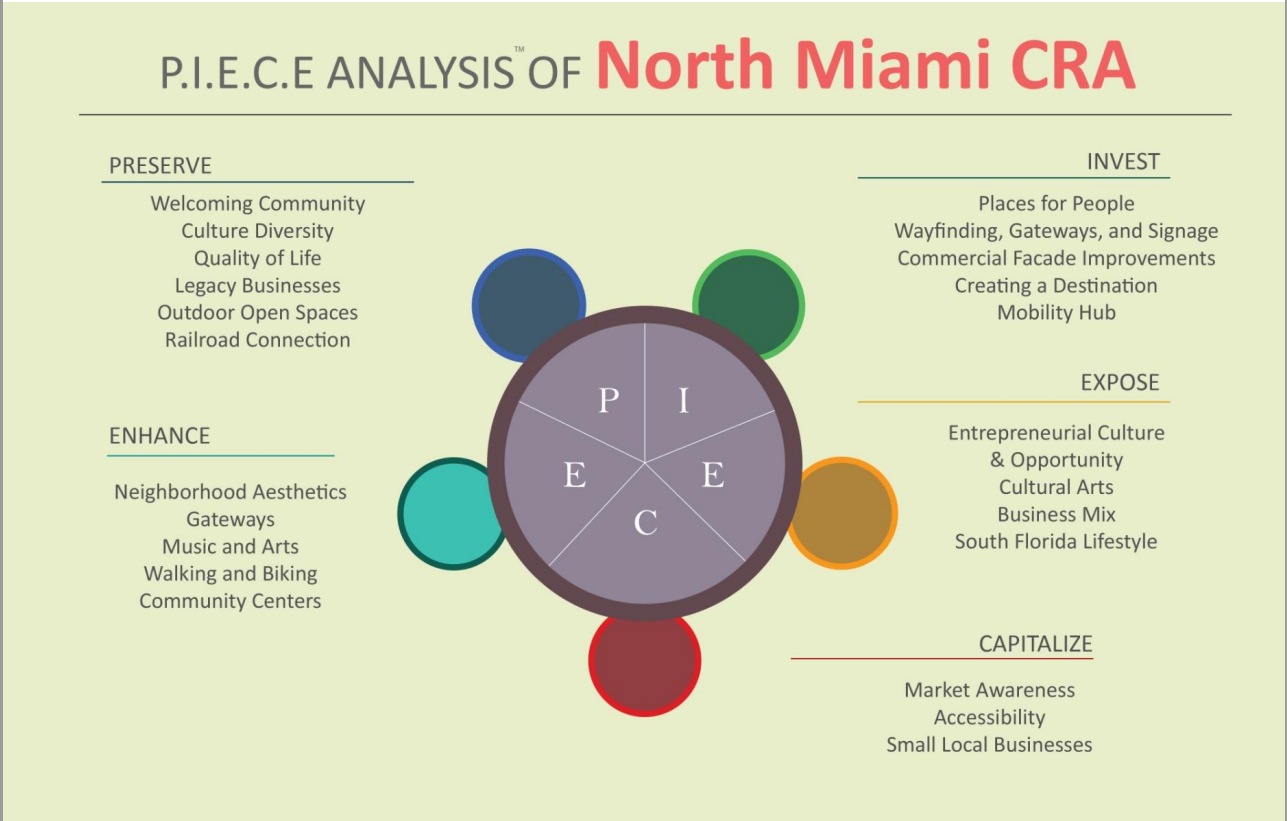 P.I.E.C.E ANALYSIS™ OF North Miami CRA
PRESERVE
Welcoming Community
Culture Diversity
Quality of Life
Legacy Businesses
Outdoor Open Spaces
Railroad Connection
INVEST
Places for People
Wayfinding, Gateways, and Signage
Commercial Facade Improvements
Creating a Destination
Mobility Hub
EXPOSE
Entrepreneurial Culture
& Opportunity
Cultural Arts
Business Mix
South Florida Lifestyle
ENHANCE
Neighborhood Aesthetics
Gateways
Music and Arts
Walking and Biking
Community Centers
P I
E E
C
CAPITALIZE
Market Awareness
Accessibility
Small Local Businesses